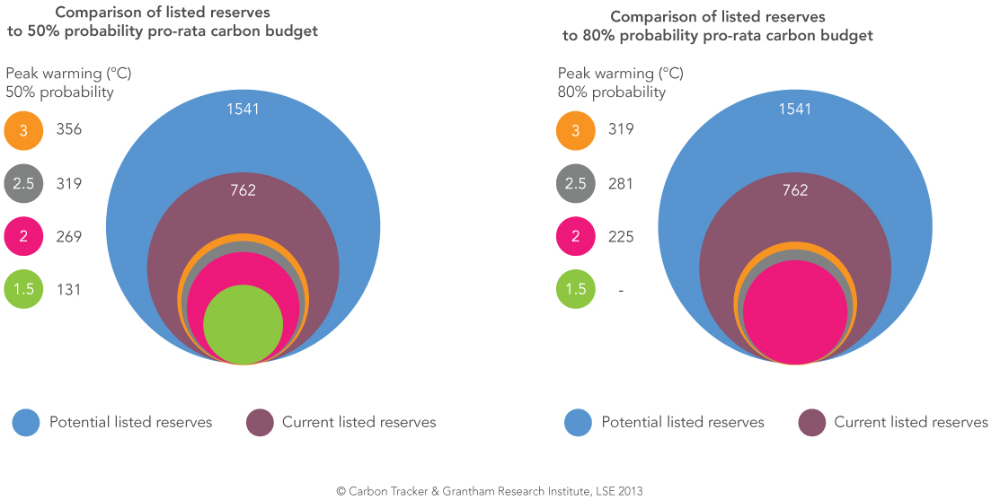 Comparison of listed reserves
to 50% probability pro-rata carbon budget
Peak warming (°C)
50% probability
3 356
2.5 319
2 269
1.5 131
1541
762
Potential listed reserves
Current listed reserves
Comparison of listed reserves
to 80% probability pro-rata carbon budget
Peak warming (°C)
80% probability
3 319
2.5 281
2 225
1.5 -
1541
762
Potential listed reserves
Current listed reserves
© Carbon Tracker & Grantham Research Institute, LSE 2013